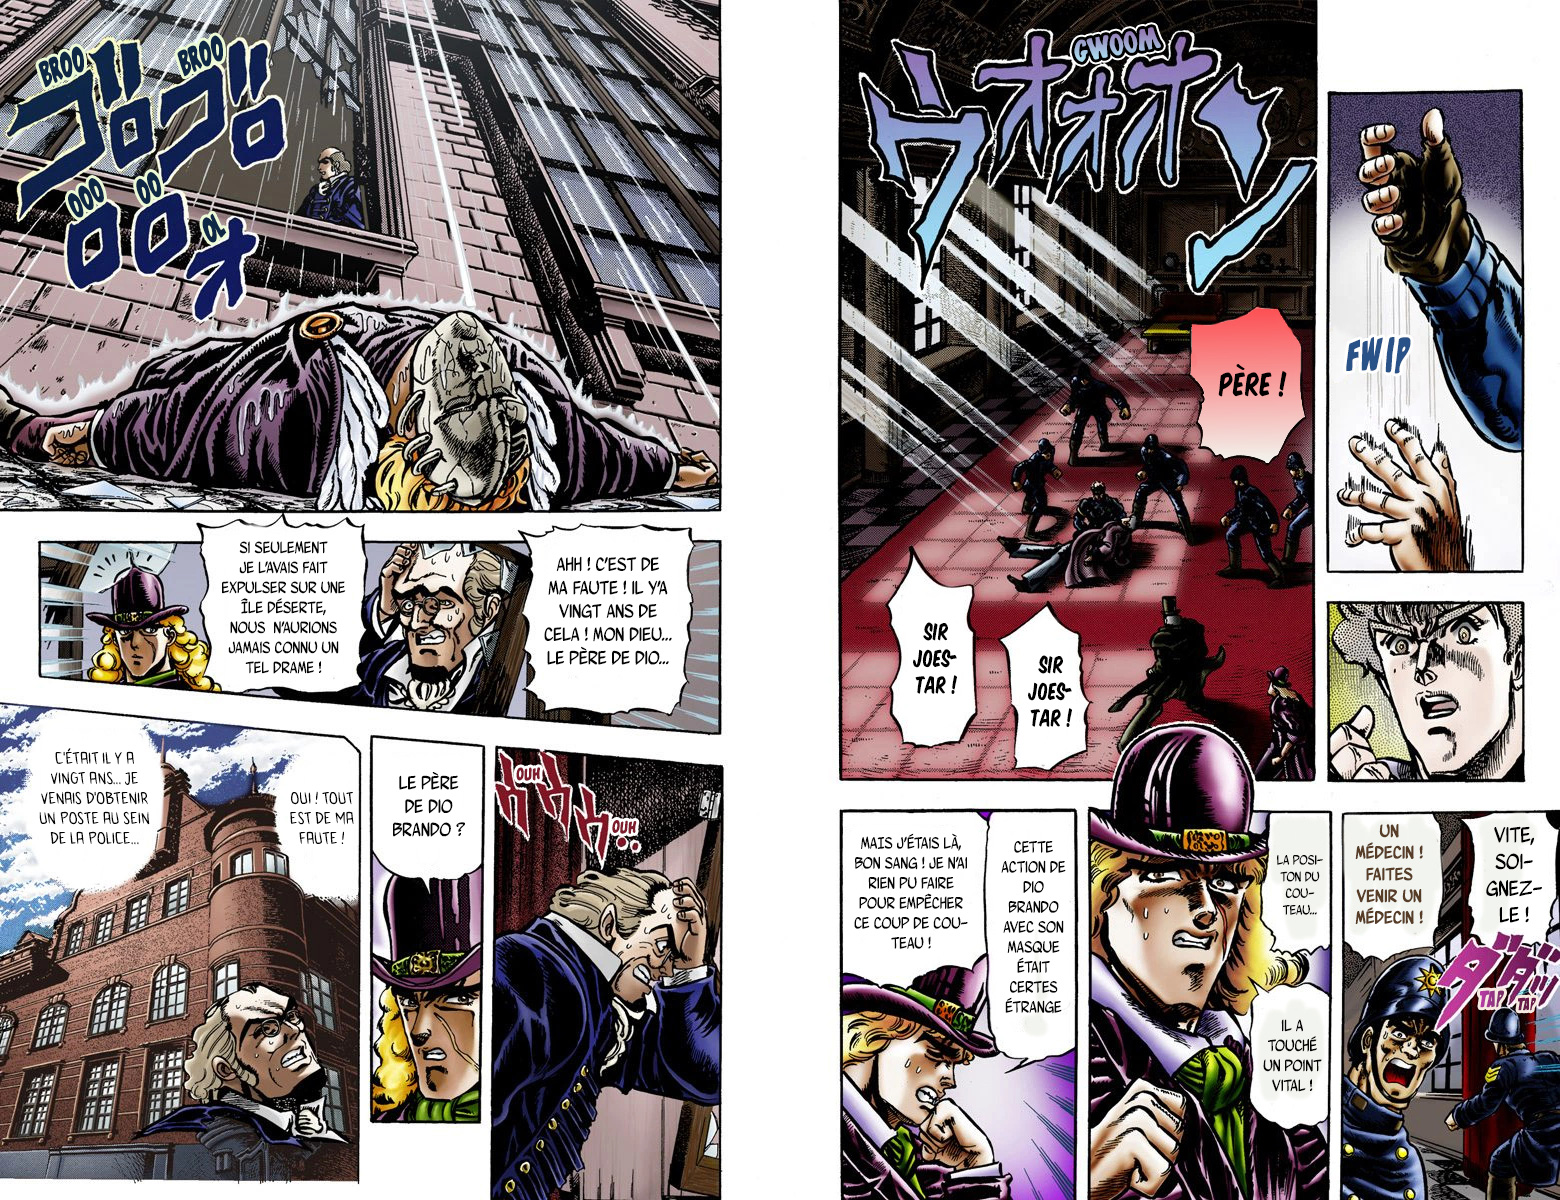 FWIP
GWOOM
ウオオオン
PÈRE !
SIR
JOES-
TAR !
SIR
JOES-
TAR !
VITE,
SOI-
GNEZ-
LE !
UN
MÉDECIN !
FAITES
VENIR UN
MÉDECIN !
ダダッ
TAP
TAP
LA POSI-
TON DU
COU-
TEAU...
IL A
TOUCHÉ
UN POINT
VITAL !
CETTE
ACTION DE
DIO
BRANDO
AVEC SON
MASQUE
ÉTAIT
CERTES
ÉTRANGE
MAIS J'ÉTAIS LÀ,
BON SANG ! JE N'AI
RIEN PU FAIRE
POUR EMPÊCHER
CE COUP DE COU-
TEAU !
BROO
BROO
ゴロゴロ
OOO
OO
ロロオ
AHH ! C'EST DE
MA FAUTE ! IL Y'A
VINGT ANS DE
CELA ! MON DIEU...
LE PÈRE DE DIO...
SI SEULEMENT
JE L'AVAIS FAIT
EXPULSER SUR UNE
ÎLE DÉSERTE,
NOUS N'AURIONS
JAMAIS CONNU UN
TEL DRAME !
OUH
ウウウ..
OUH
LE PÈRE
DE DIO
BRANDO ?
OUI ! TOUT
EST DE MA
FAUTE !
C'ÉTAIT IL Y A
VINGT ANS... JE
VENAIS D'OBTENIR
UN POSTE AU SEIN
DE LA POLICE...